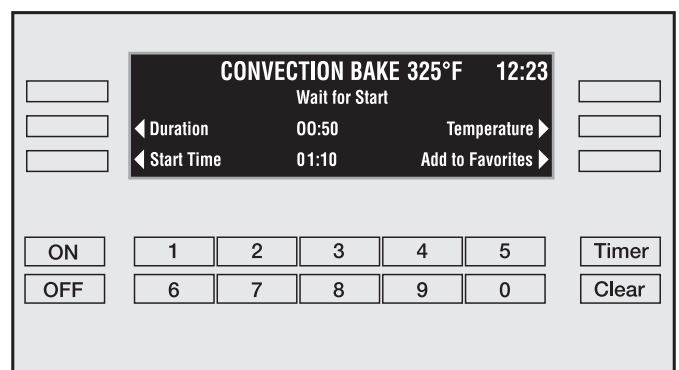 CONVECTION BAKE 325°F 12:23
Wait for Start
Duration 00:50 Temperature
Start Time 01:10 Add to Favorites
ON 1 2 3 4 5 Timer
OFF 6 7 8 9 0 Clear